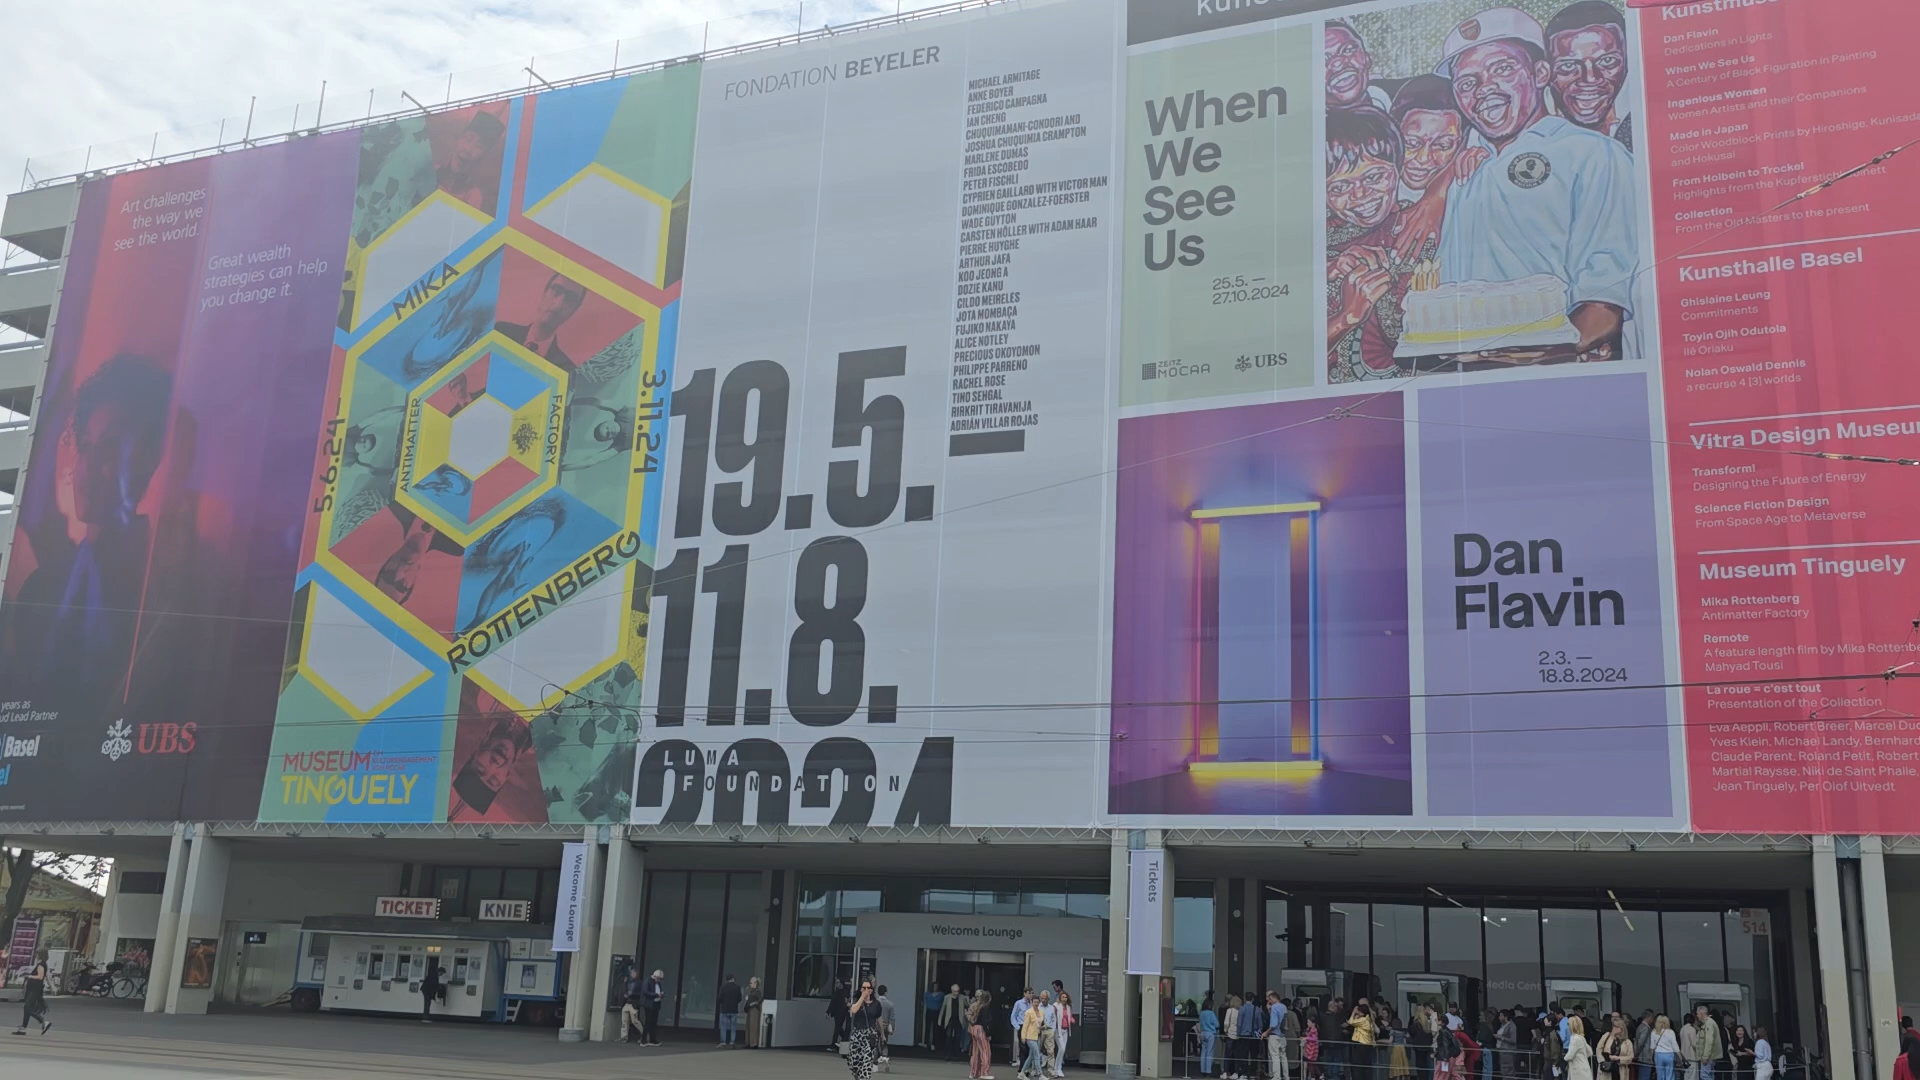 Art challenges
the way we
see the world.
Great wealth
strategies can help
you change it.
years as
ud Lead Partner
Basel
el
UBS
MIKA
ROTTENBERG
ANTIMATTER
FACTORY
5.6.24—
3.11.24
MUSEUM
TINGUELY
FONDATION BEYELER
MICHAEL ARMITAGE
ANNE BOYER
FEDERICO CAMPAGNA
IAN CHENG
CHUQUIMAMANI-CONDORI AND
JOSHUA CHUQUIMIA CRAMPTON
MARLENE DUMAS
FRIDA ESCOBEDO
PETER FISCHLI
CYPRIEN GAILLARD WITH VICTOR MAN
DOMINIQUE GONZALEZ-FOERSTER
WADE GUYTON
CARSTEN HÖLLER WITH ADAM HAAR
PIERRE HUYGHE
ARTHUR JAFA
KOO JEONG A
DOZIE KANU
CILDO MEIRELES
JOTA MOMBAÇA
FUJIKO NAKAYA
ALICE NOTLEY
PRECIOUS OKOYOMON
PHILIPPE PARRENO
RACHEL ROSE
TINO SEHGAL
RIRKRIT TIRAVANIJA
ADRIÁN VILLAR ROJAS
19.5.—
11.8.
2024
LUMA
FOUNDATION
When
We
See
Us
25.5.—
27.10.2024
ZEITZ
MOCAA
UBS
Dan
Flavin
2.3.—
18.8.2024
Kunstmus
Dan Flavin
Dedications in Lights
When We See Us
A Century of Black Figuration in Painting
Ingenious Women
Women Artists and their Companions
Made in Japan
Color Woodblock Prints by Hiroshige, Kunisada
and Hokusai
From Holbein to Trockel
Highlights from the Kupferstichkabinett
Collection
From the Old Masters to the present
Kunsthalle Basel
Ghislaine Leung
Commitments
Toyin Ojih Odutola
Ilé Oriaku
Nolan Oswald Dennis
a recurse 4 [3] worlds
Vitra Design Museum
Transform!
Designing the Future of Energy
Science Fiction Design
From Space Age to Metaverse
Museum Tinguely
Mika Rottenberg
Antimatter Factory
Remote
A feature length film by Mika Rottenbe
Mahyad Tousi
La roue = c'est tout
Presentation of the Collection
Eva Aeppli, Robert Breer, Marcel Duc
Yves Klein, Michael Landy, Bernhard
Claude Parent, Roland Petit, Robert
Martial Raysse, Niki de Saint Phalle,
Jean Tinguely, Per Olof Ultvedt
TICKET
KNIE
Welcome Lounge
Welcome Lounge
Tickets
Media Cent
514